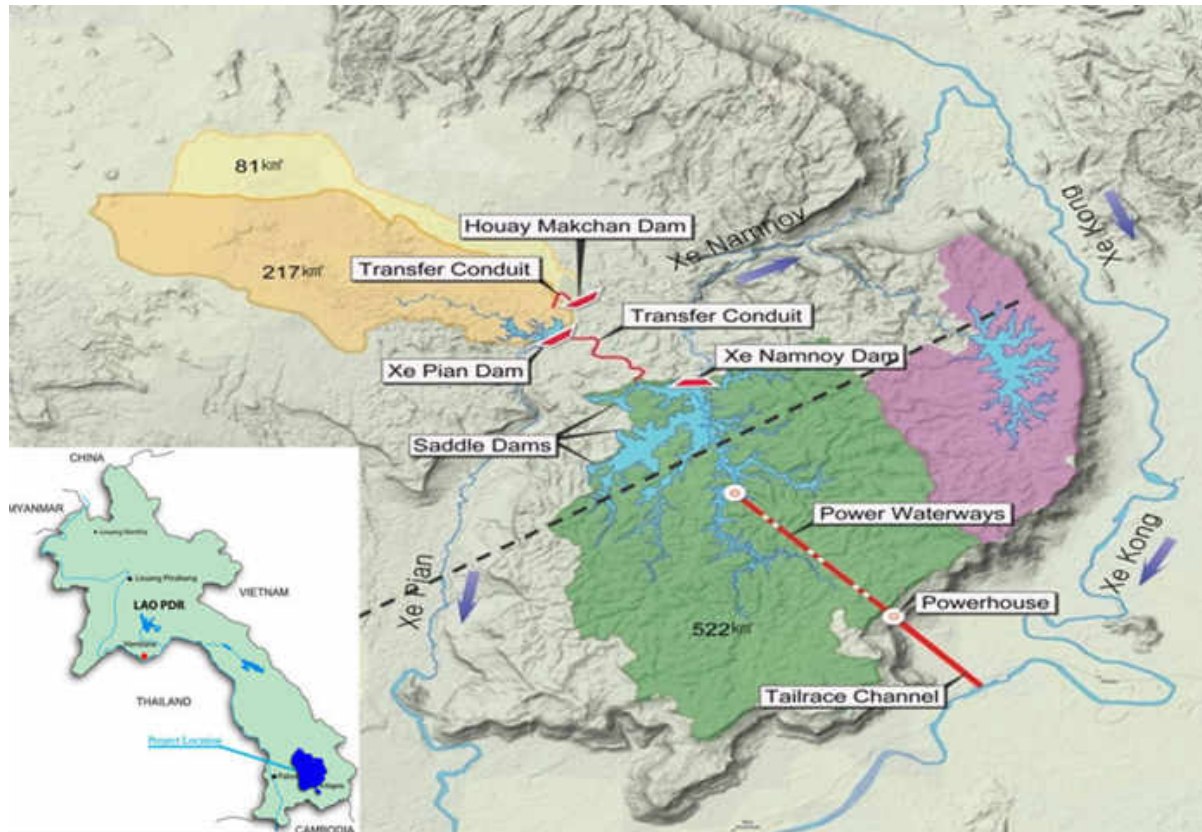 81㎢
217㎢
Houay Makchan Dam
Transfer Conduit
Xe Namnoy
Xe Kong
Transfer Conduit
Xe Pian Dam
Xe Namnoy Dam
Saddle Dams
Power Waterways
Xe Pian
Xe Kong
Powerhouse
522㎢
Tailrace Channel
CHINA
MYANMAR
VIETNAM
LAO PDR
THAILAND
Project Location
CAMBODIA